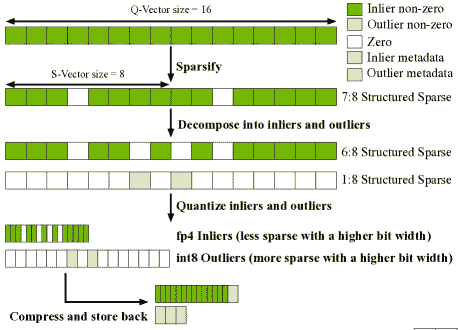 Q-Vector size = 16
Inlier non-zero
Outlier non-zero
Zero
Inlier metadata
Outlier metadata
Sparsify
S-Vector size = 8
7:8 Structured Sparse
Decompose into inliers and outliers
6:8 Structured Sparse
1:8 Structured Sparse
Quantize inliers and outliers
fp4 Inliers (less sparse with a higher bit width)
int8 Outliers (more sparse with a higher bit width)
Compress and store back